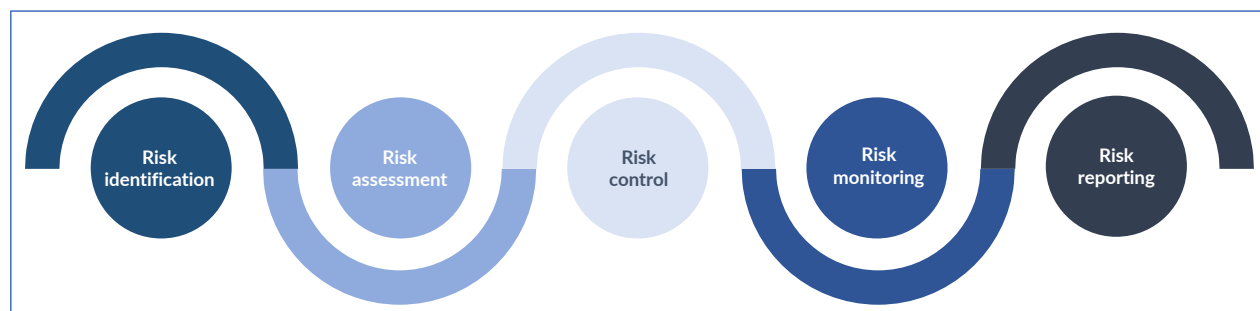 Risk
identification
Risk
assessment
Risk
control
Risk
monitoring
Risk
reporting